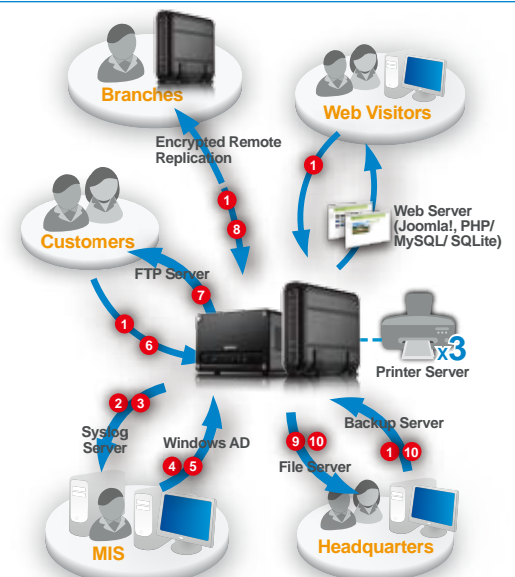 Branches
Web Visitors
Encrypted Remote
Replication
1
1
8
Web Server
(Joomla!, PHP/
MySQL/ SQLite)
Customers
FTP Server
7
1
6
x3
Printer Server
2 3
Syslog
Server
Windows AD
4 5
Backup Server
9 10
1 10
File Server
MIS
Headquarters